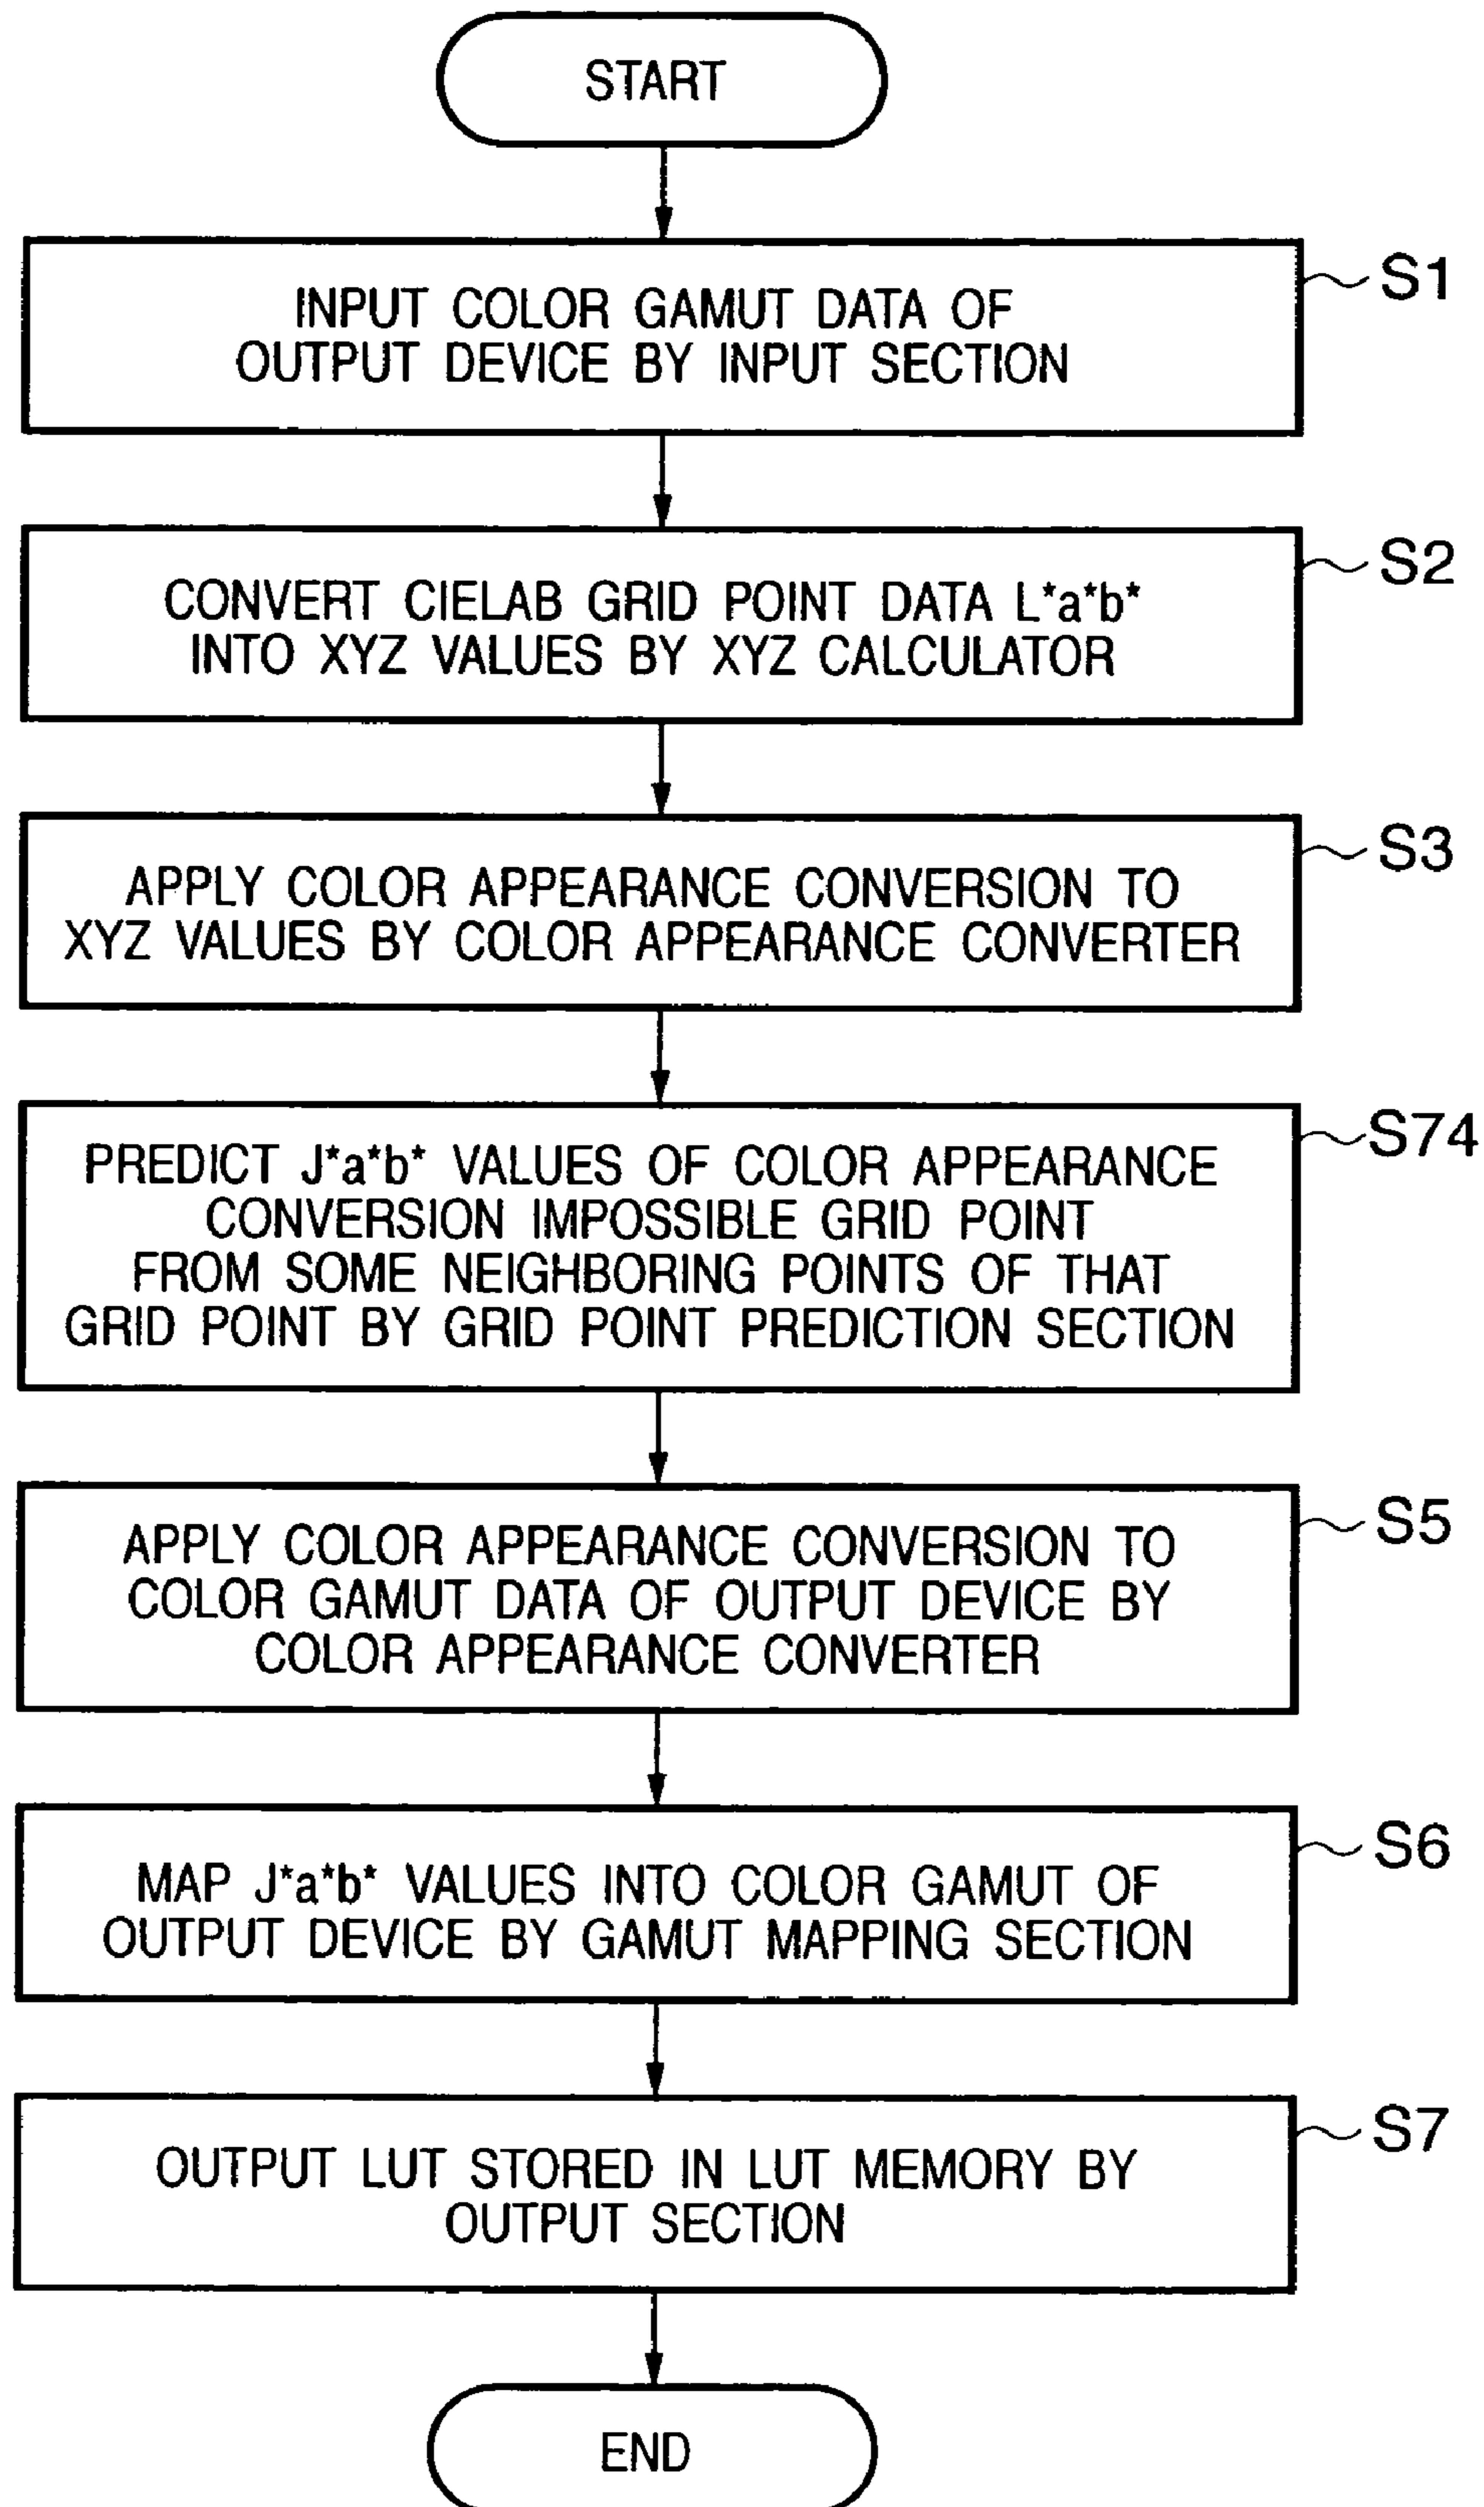 START
INPUT COLOR GAMUT DATA OF
OUTPUT DEVICE BY INPUT SECTION
S1
CONVERT CIELAB GRID POINT DATA L*a*b*
INTO XYZ VALUES BY XYZ CALCULATOR
S2
APPLY COLOR APPEARANCE CONVERSION TO
XYZ VALUES BY COLOR APPEARANCE CONVERTER
S3
PREDICT J*a*b* VALUES OF COLOR APPEARANCE
CONVERSION IMPOSSIBLE GRID POINT
FROM SOME NEIGHBORING POINTS OF THAT
GRID POINT BY GRID POINT PREDICTION SECTION
S74
APPLY COLOR APPEARANCE CONVERSION TO
COLOR GAMUT DATA OF OUTPUT DEVICE BY
COLOR APPEARANCE CONVERTER
S5
MAP J*a*b* VALUES INTO COLOR GAMUT OF
OUTPUT DEVICE BY GAMUT MAPPING SECTION
S6
OUTPUT LUT STORED IN LUT MEMORY BY
OUTPUT SECTION
S7
END